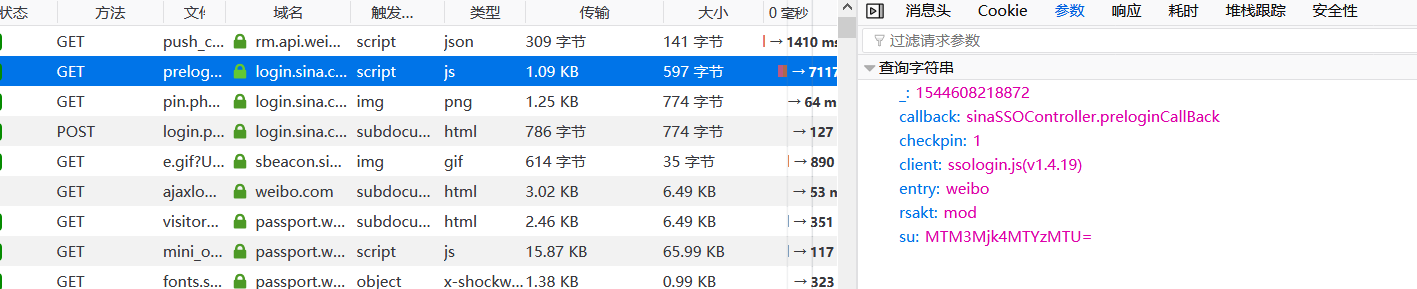 状态 方法 文件 域名 触发... 类型 传输 大小 0 毫秒
GET push_c... rm.api.wei... script json 309 字节 141 字节 → 1410 ms
GET prelog... login.sina.c... script js 1.09 KB 597 字节 → 7117
GET pin.ph... login.sina.c... img png 1.25 KB 774 字节 → 64 m
POST login.p... login.sina.c... subdocu... html 786 字节 774 字节 → 127
GET e.gif?U... sbeacon.si... img gif 614 字节 35 字节 → 890
GET ajaxlo... weibo.com subdocu... html 3.02 KB 6.49 KB → 53 m
GET visitor... passport.w... subdocu... html 2.46 KB 6.49 KB → 351
GET mini_o... passport.w... script js 15.87 KB 65.99 KB → 117
GET fonts.s... passport.w... object x-shockw... 1.38 KB 0.99 KB → 323
消息头 Cookie 参数 响应 耗时 堆栈跟踪 安全性
过滤请求参数
查询字符串
_: 1544608218872
callback: sinaSSOController.preloginCallBack
checkpin: 1
client: ssologin.js(v1.4.19)
entry: weibo
rsakt: mod
su: MTM3Mjk4MTYzMTU=